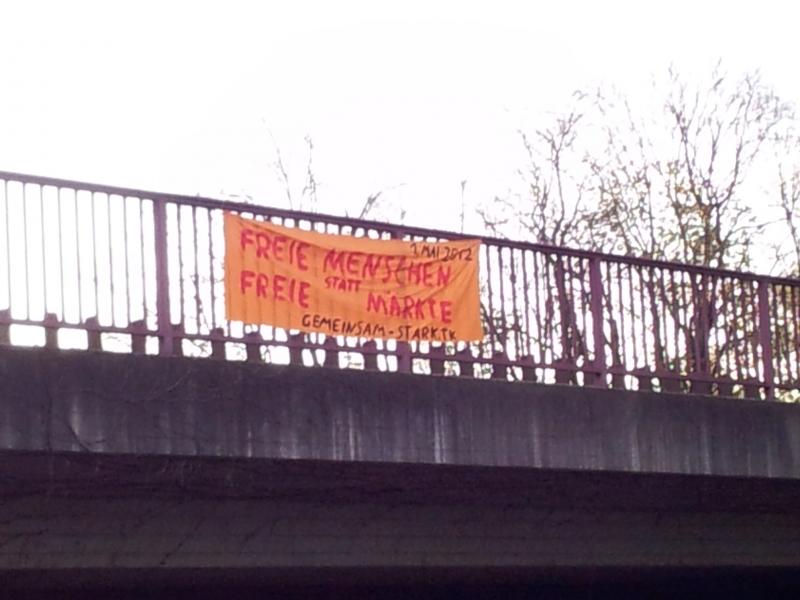 1. MAI 2012
FREIE MENSCHEN
STATT
FREIE MÄRKTE
GEMEINSAM-STARK.TK